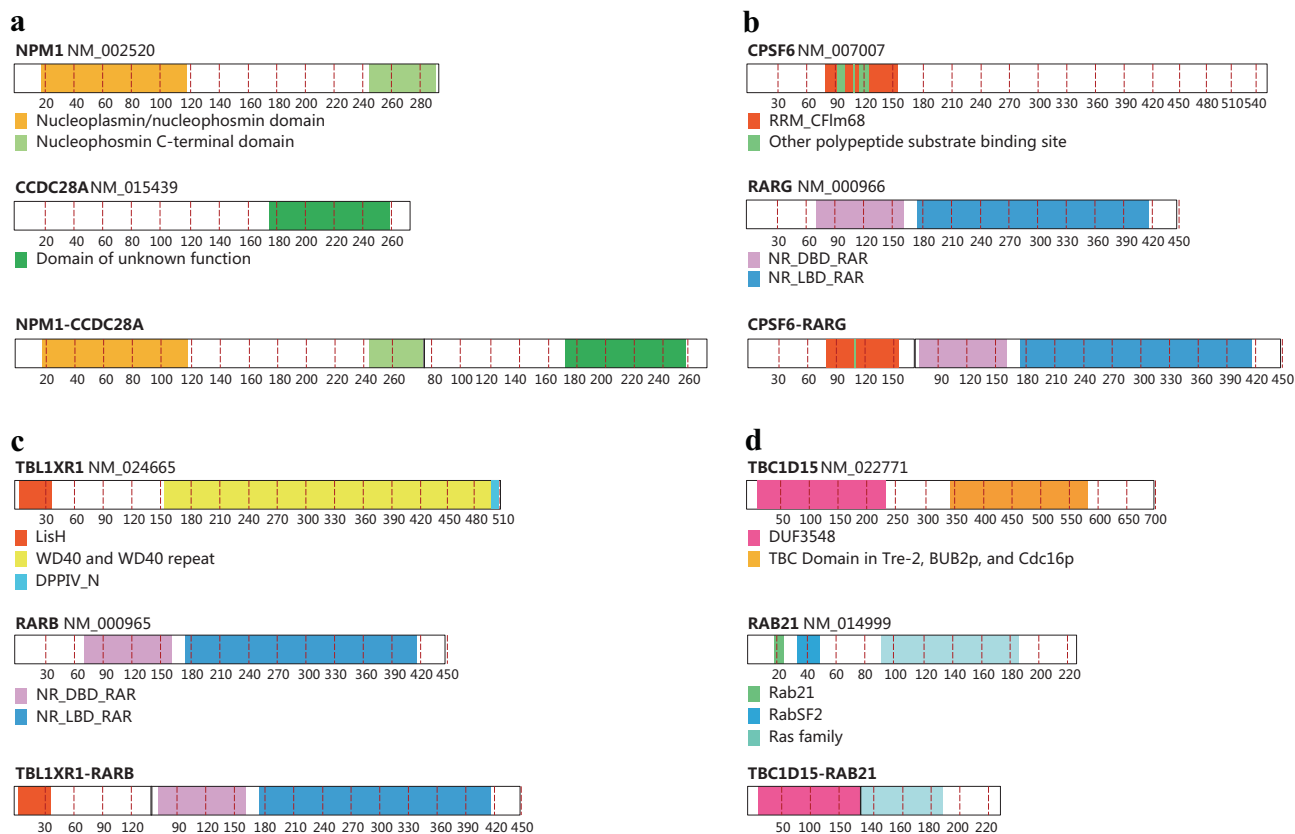 a
NPM1 NM_002520
20 40 60 80 100 120 140 160 180 200 220 240 260 280
Nucleoplasmin/nucleophosmin domain
Nucleophosmin C-terminal domain
CCDC28A NM_015439
20 40 60 80 100 120 140 160 180 200 220 240 260
Domain of unknown function
NPM1-CCDC28A
20 40 60 80 100 120 140 160 180 200 220 240 260 80 100 120 140 160 180 200 220 240 260
b
CPSF6 NM_007007
30 60 90 120 150 180 210 240 270 300 330 360 390 420 450 480 510 540
RRM_CFlm68
Other polypeptide substrate binding site
RARG NM_000966
30 60 90 120 150 180 210 240 270 300 330 360 390 420 450
NR_DBD_RAR
NR_LBD_RAR
CPSF6-RARG
30 60 90 120 150 90 120 150 180 210 240 270 300 330 360 390 420 450
c
TBL1XR1 NM_024665
30 60 90 120 150 180 210 240 270 300 330 360 390 420 450 480 510
LisH
WD40 and WD40 repeat
DPPIV_N
RARB NM_000965
30 60 90 120 150 180 210 240 270 300 330 360 390 420 450
NR_DBD_RAR
NR_LBD_RAR
TBL1XR1-RARB
30 60 90 120 90 120 150 180 210 240 270 300 330 360 390 420 450
d
TBC1D15 NM_022771
50 100 150 200 250 300 350 400 450 500 550 600 650 700
DUF3548
TBC Domain in Tre-2, BUB2p, and Cdc16p
RAB21 NM_014999
20 40 60 80 100 120 140 160 180 200 220
Rab21
RabSF2
Ras family
TBC1D15-RAB21
50 100 150 140 160 180 200 220